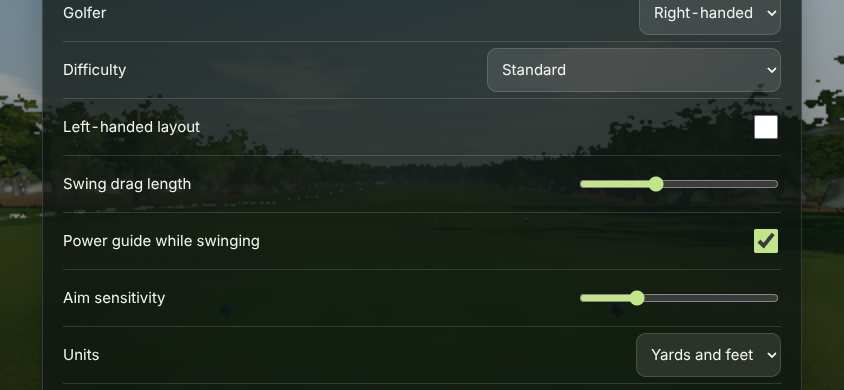 Golfer
Right-handed
Difficulty
Standard
Left-handed layout
Swing drag length
Power guide while swinging
Aim sensitivity
Units
Yards and feet